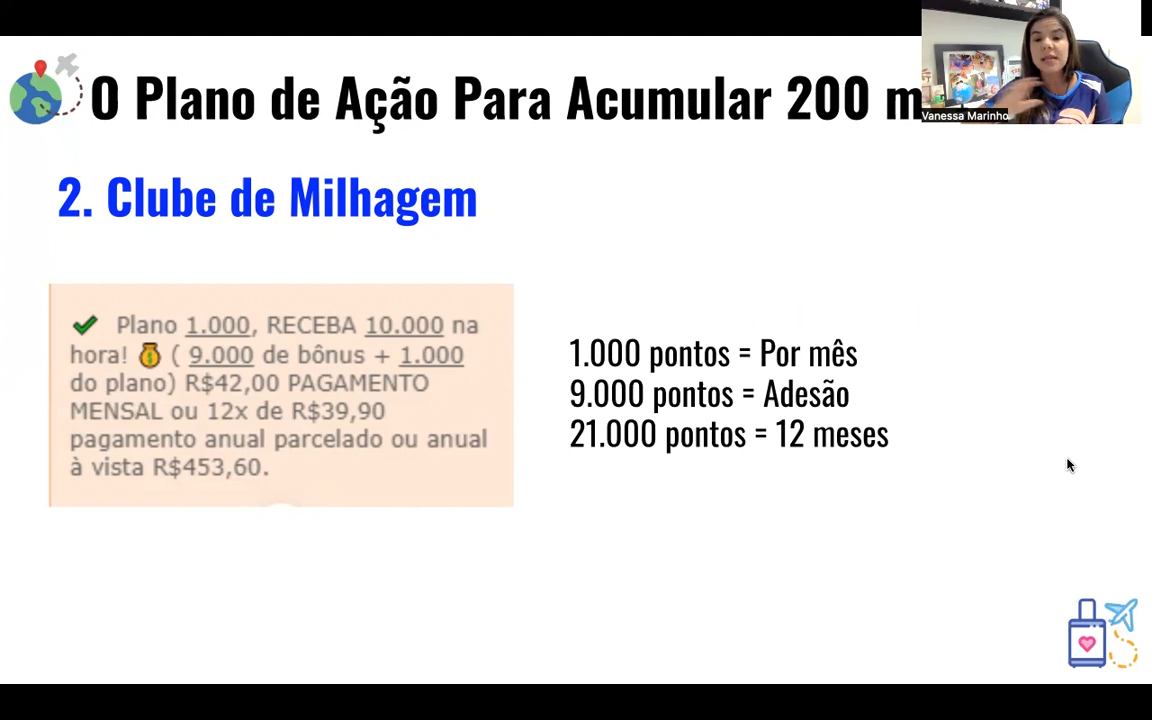 O Plano de Ação Para Acumular 200 m
Vanessa Marinho
2. Clube de Milhagem
Plano 1.000, RECEBA 10.000 na
hora! ( 9.000 de bônus + 1.000
do plano) R$42,00 PAGAMENTO
MENSAL ou 12x de R$39,90
pagamento anual parcelado ou anual
à vista R$453,60.
1.000 pontos = Por mês
9.000 pontos = Adesão
21.000 pontos = 12 meses